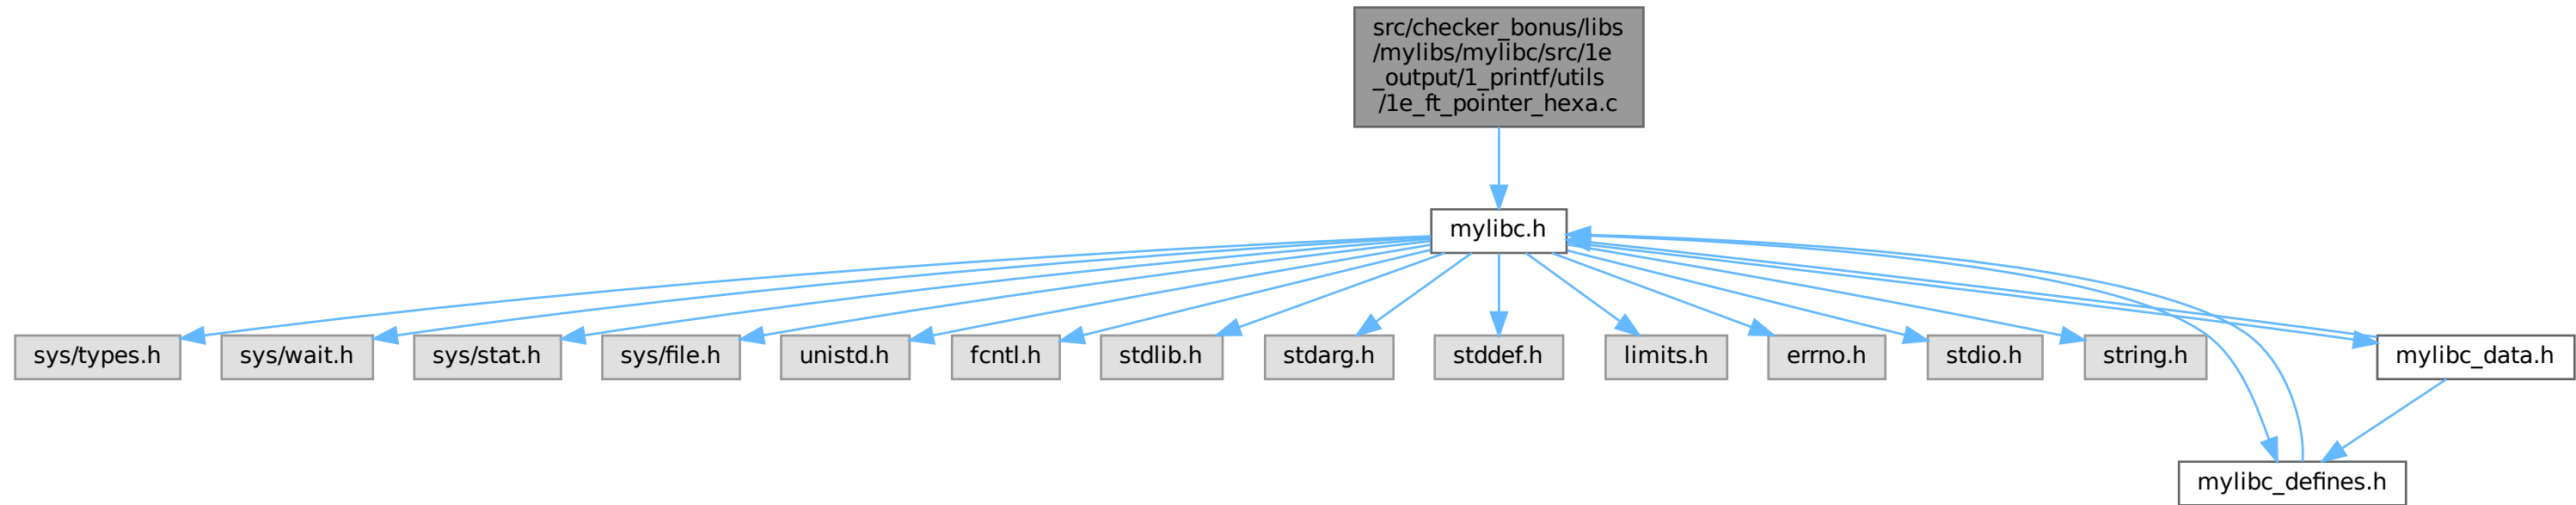 src/checker_bonus/libs
/mylibs/mylibc/src/1e
_output/1_printf/utils
/1e_ft_pointer_hexa.c
mylibc.h
sys/types.h
sys/wait.h
sys/stat.h
sys/file.h
unistd.h
fcntl.h
stdlib.h
stdarg.h
stddef.h
limits.h
errno.h
stdio.h
string.h
mylibc_data.h
mylibc_defines.h